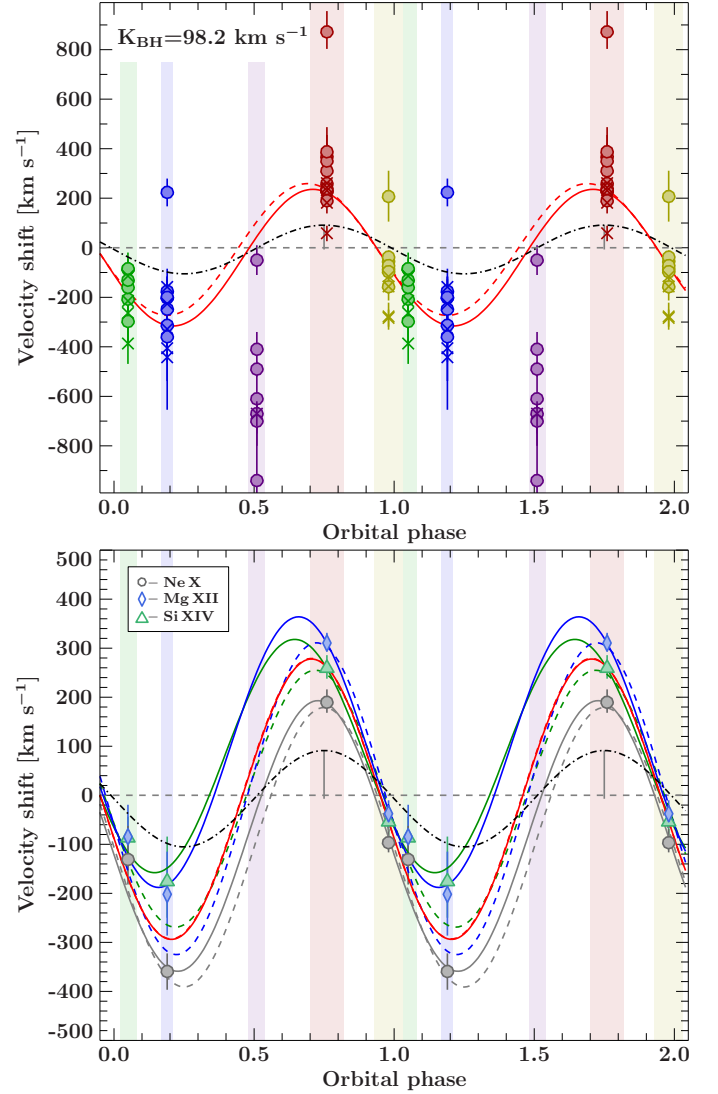 K_BH=98.2 km s⁻¹
800
600
400
200
0
-200
-400
-600
-800
Velocity shift [km s⁻¹]
0.0 0.5 1.0 1.5 2.0
Orbital phase
500
400
300
200
100
0
-100
-200
-300
-400
-500
Velocity shift [km s⁻¹]
Ne X
Mg XII
Si XIV
0.0 0.5 1.0 1.5 2.0
Orbital phase